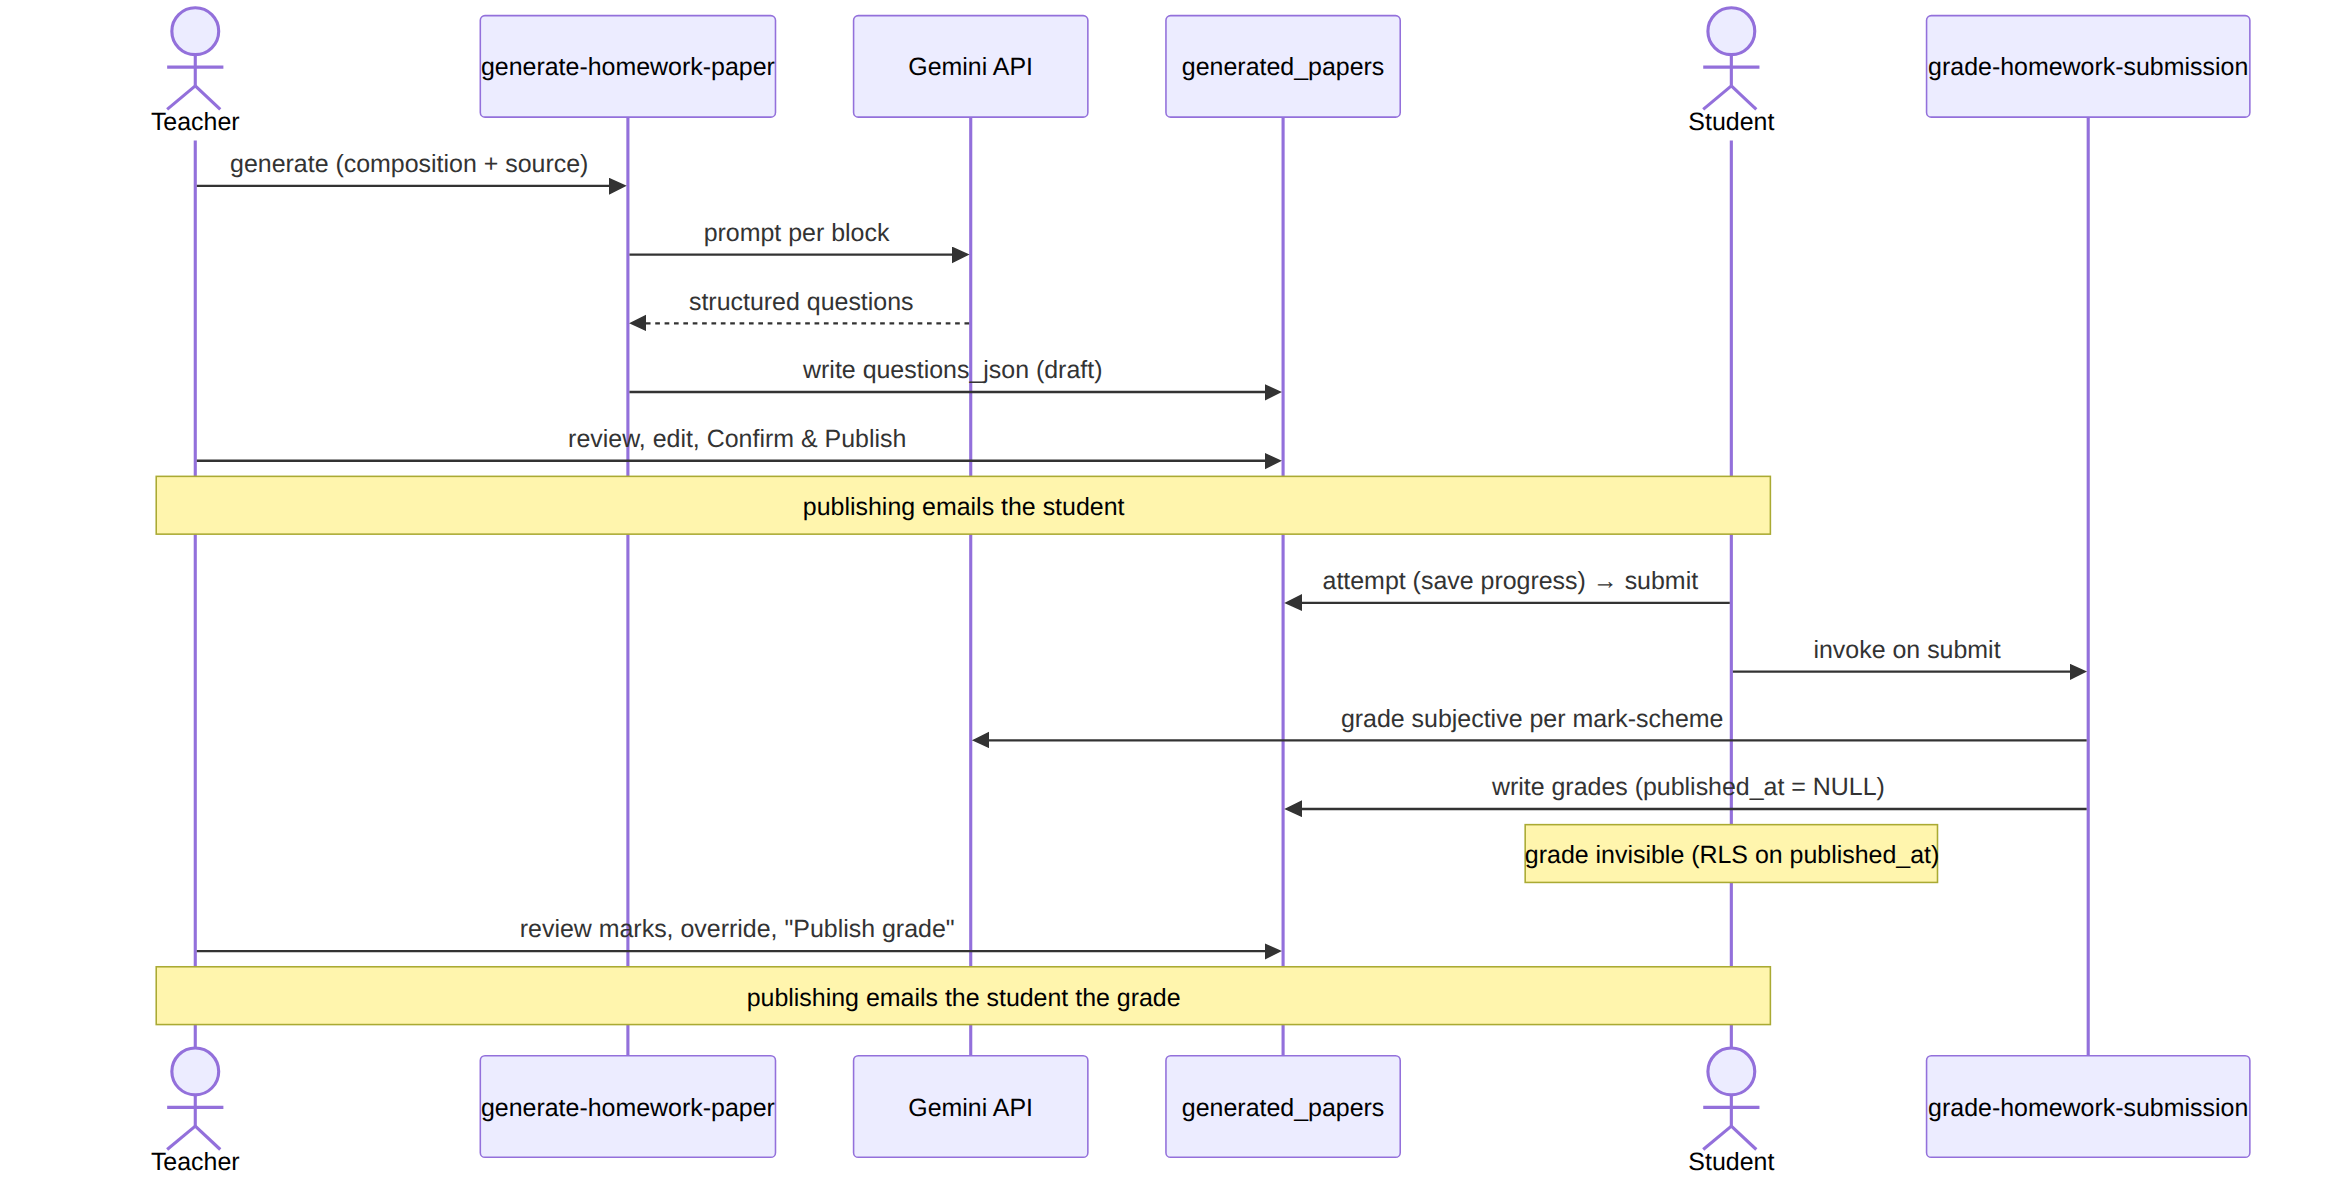 Teacher
generate-homework-paper
Gemini API
generated_papers
Student
grade-homework-submission
generate (composition + source)
prompt per block
structured questions
write questions_json (draft)
review, edit, Confirm & Publish
publishing emails the student
attempt (save progress) → submit
invoke on submit
grade subjective per mark-scheme
write grades (published_at = NULL)
grade invisible (RLS on published_at)
review marks, override, "Publish grade"
publishing emails the student the grade
Teacher
generate-homework-paper
Gemini API
generated_papers
Student
grade-homework-submission